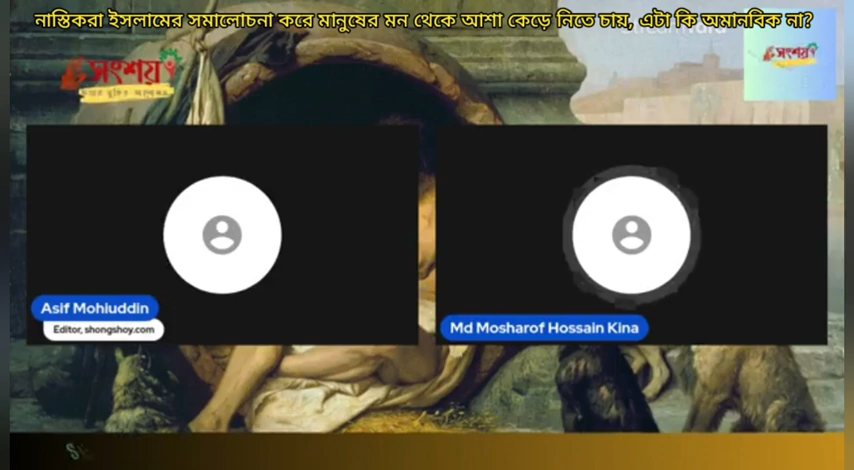 নাস্তিকরা ইসলামের সমালোচনা করে মানুষের মন থেকে আশা কেড়ে নিতে চায়, এটা কি অমানবিক না?
সংশয়
সংশয়
Asif Mohiuddin
Editor, shongshoy.com
Md Mosharof Hossain Kina